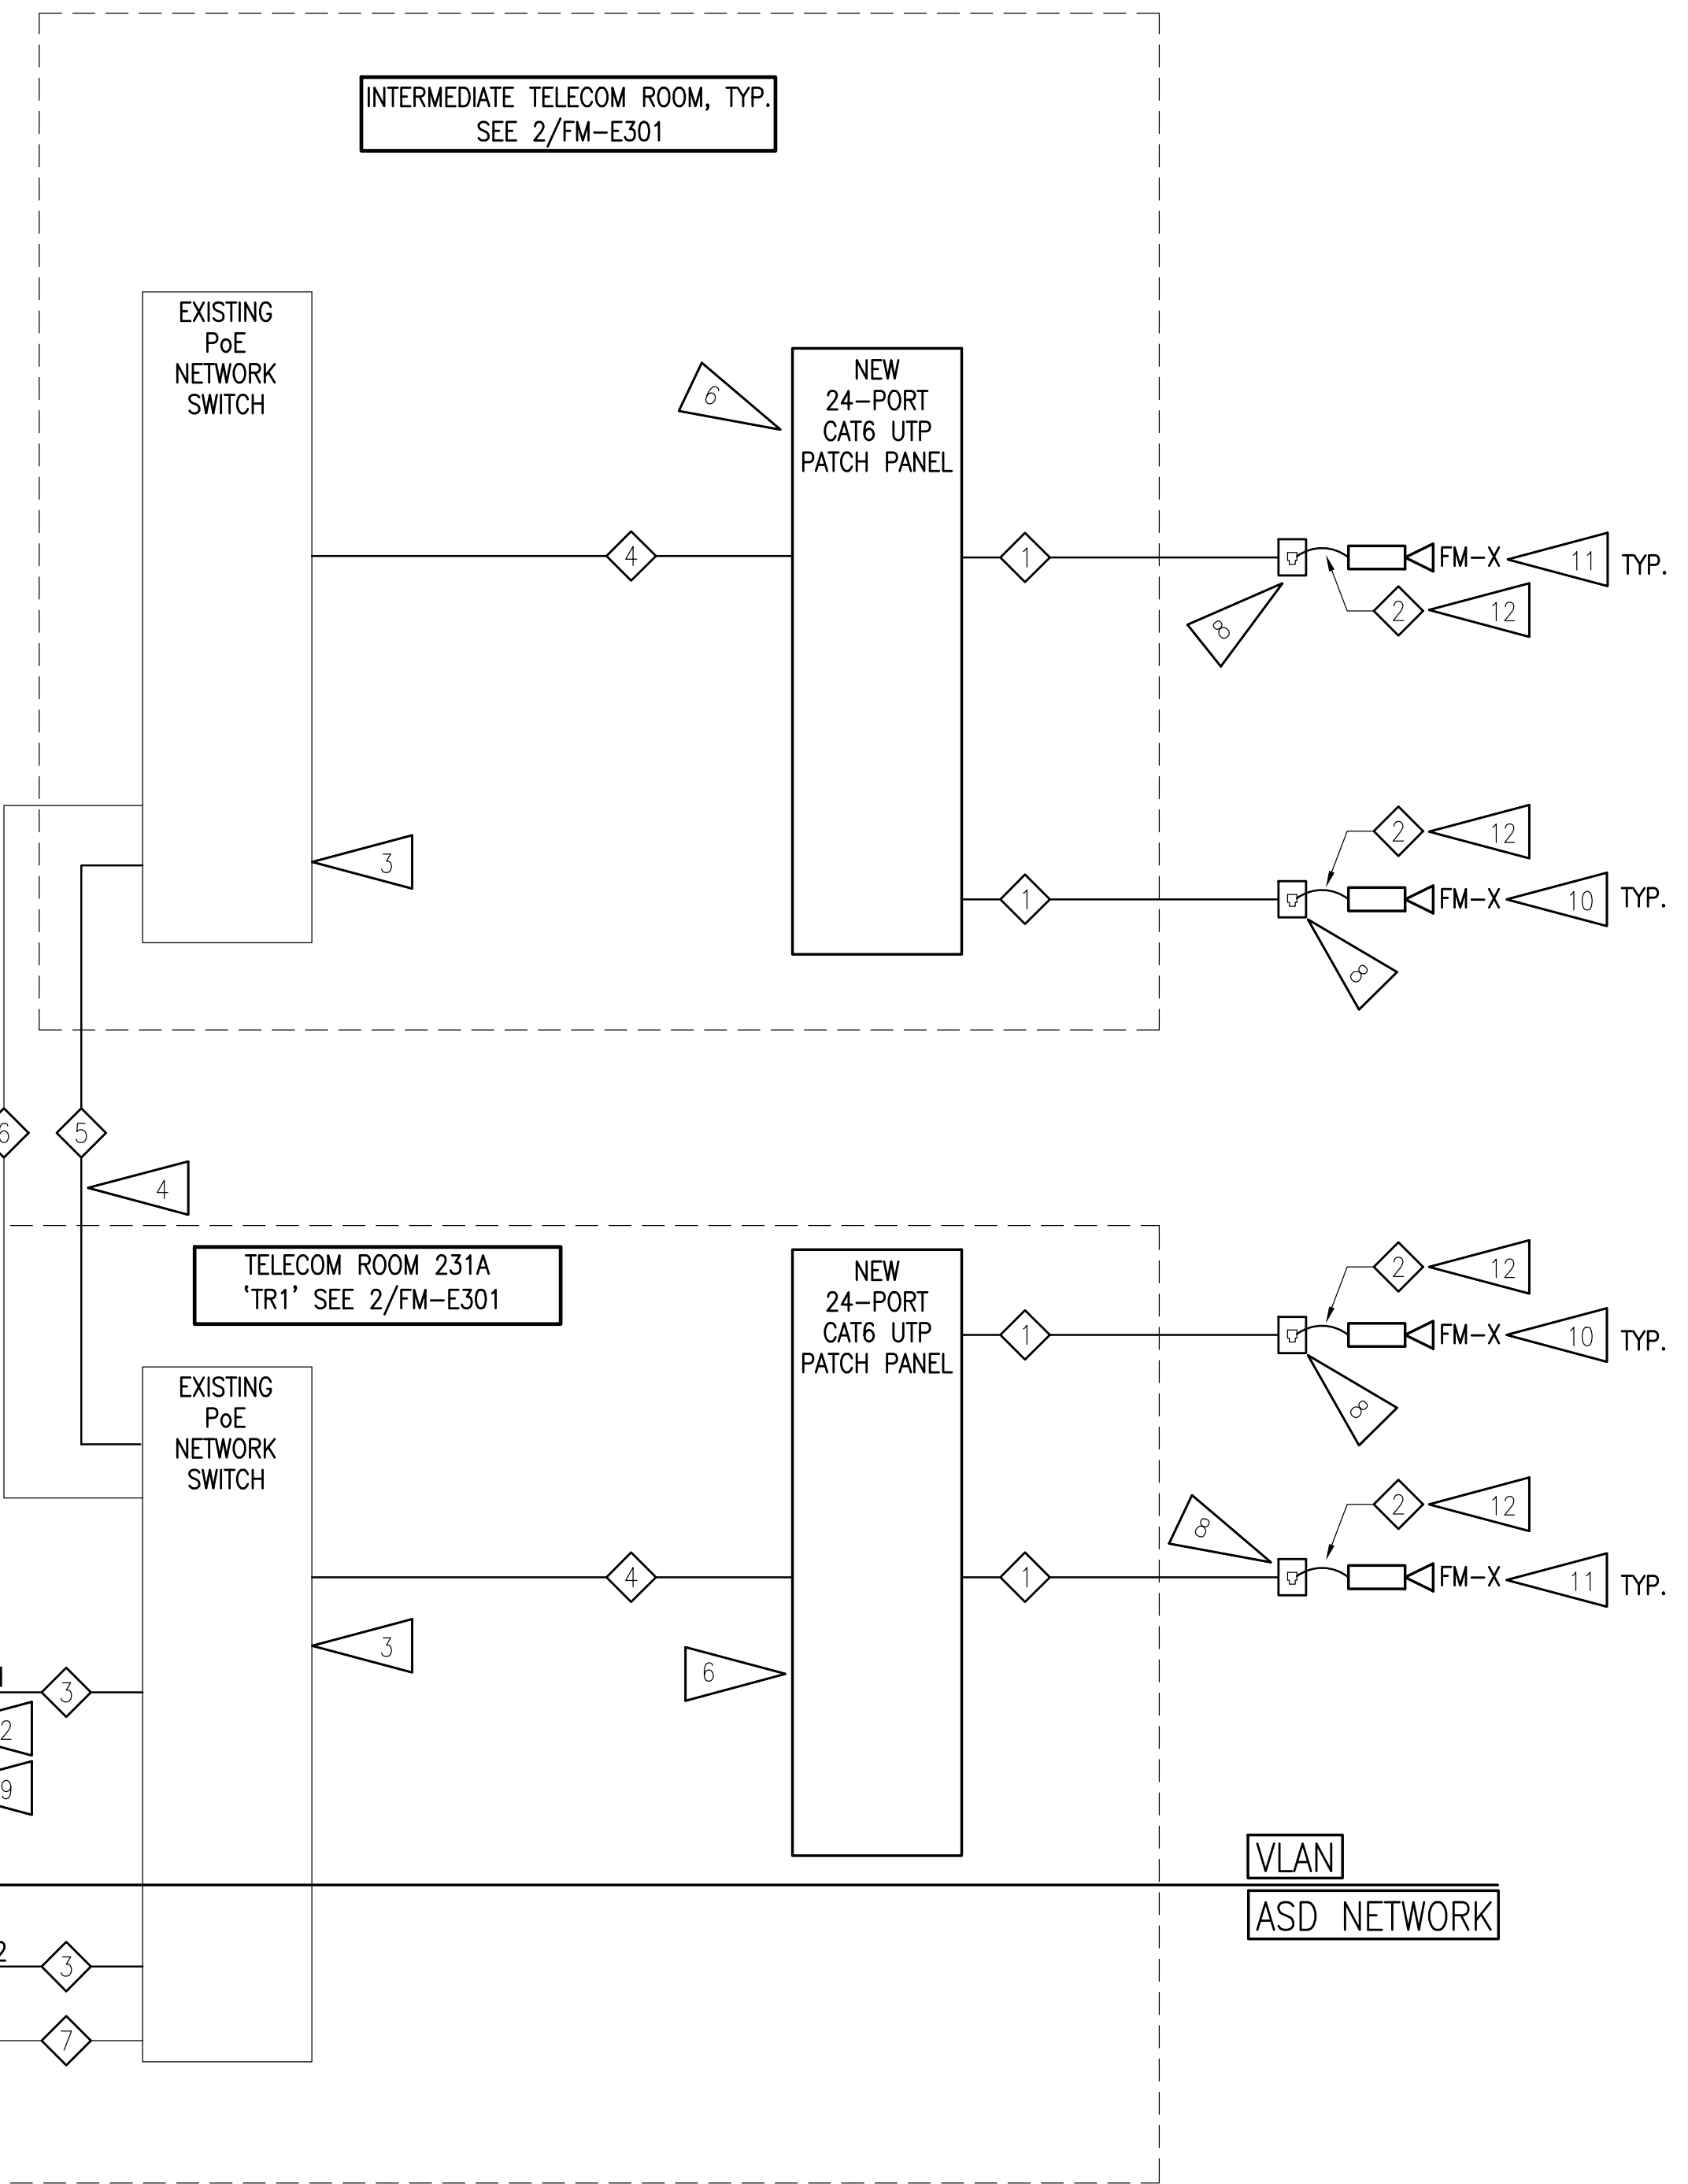 INTERMEDIATE TELECOM ROOM, TYP.
SEE 2/FM-E301
EXISTING
PoE
NETWORK
SWITCH
6
NEW
24-PORT
CAT6 UTP
PATCH PANEL
4
1
FM-X
11
TYP.
8
2
12
3
2
12
1
FM-X
10
TYP.
8
6
5
4
TELECOM ROOM 231A
'TR1' SEE 2/FM-E301
NEW
24-PORT
CAT6 UTP
PATCH PANEL
2
12
1
FM-X
10
TYP.
8
EXISTING
PoE
NETWORK
SWITCH
8
2
12
4
1
FM-X
11
TYP.
3
6
3
2
9
VLAN
ASD NETWORK
2
3
7